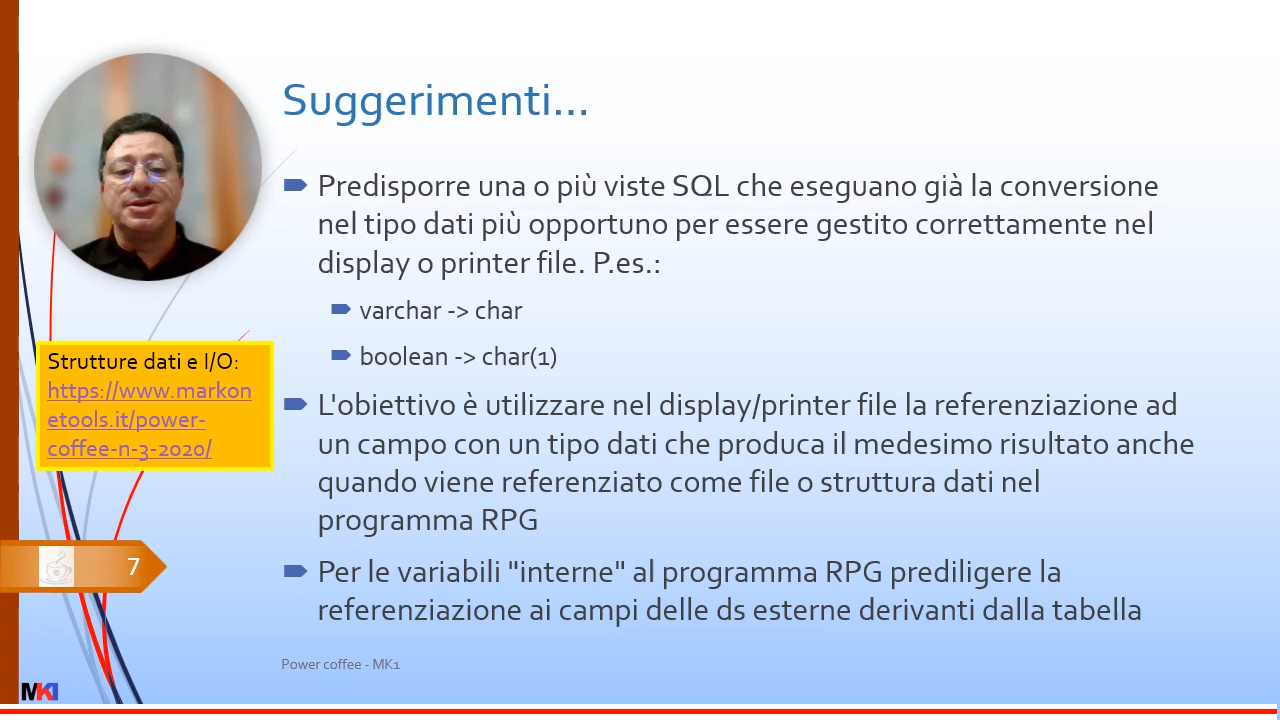 Suggerimenti...
Predisporre una o più viste SQL che eseguano già la conversione
nel tipo dati più opportuno per essere gestito correttamente nel
display o printer file. P.es.:
varchar -> char
boolean -> char(1)
L'obiettivo è utilizzare nel display/printer file la referenziazione ad
un campo con un tipo dati che produca il medesimo risultato anche
quando viene referenziato come file o struttura dati nel
programma RPG
Per le variabili "interne" al programma RPG prediligere la
referenziazione ai campi delle ds esterne derivanti dalla tabella
Strutture dati e I/O:
https://www.markon
etools.it/power-
coffee-n-3-2020/
7
Power coffee - MK1
MK1